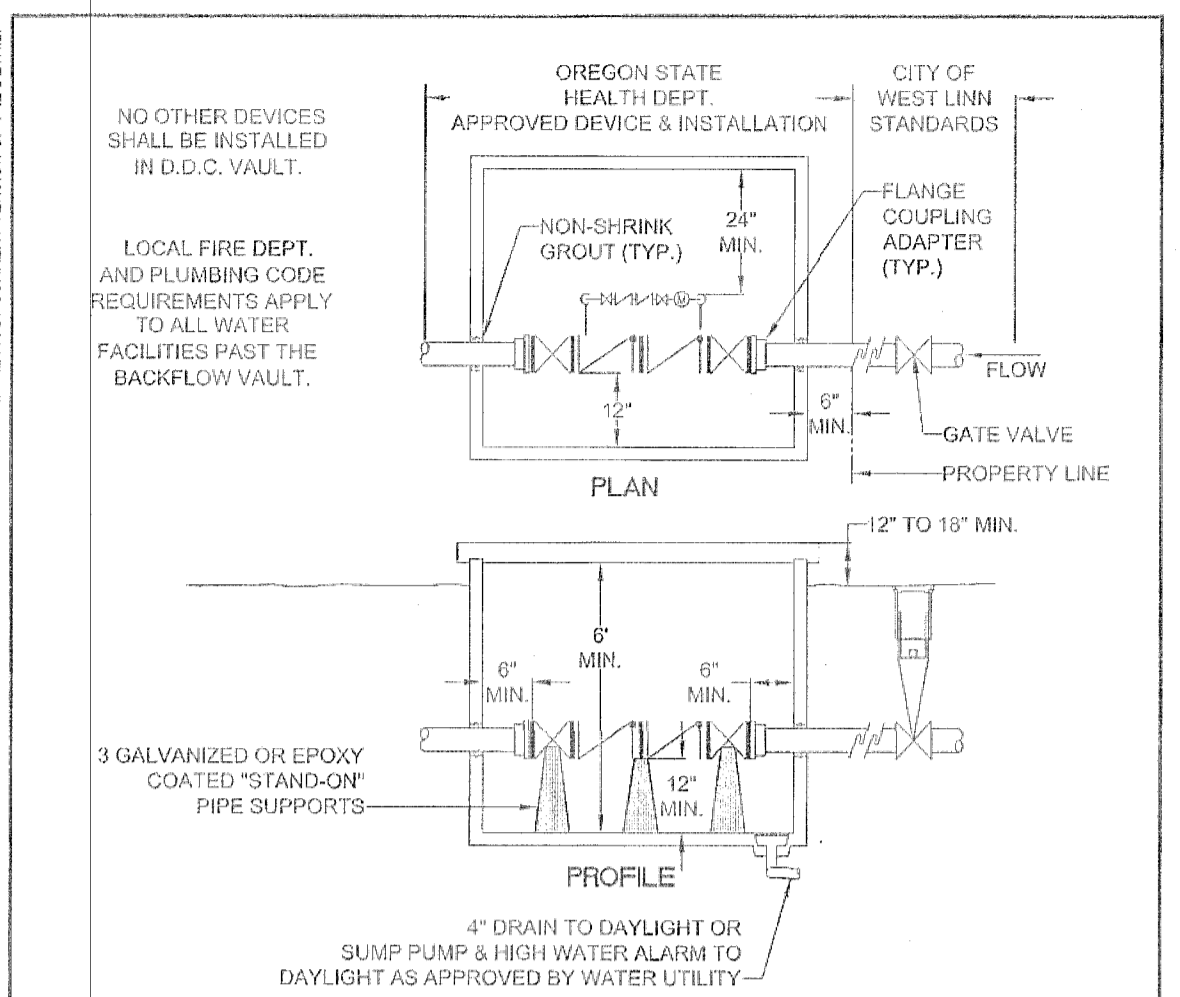 OREGON STATE
HEALTH DEPT.
APPROVED DEVICE & INSTALLATION
CITY OF
WEST LINN
STANDARDS
NO OTHER DEVICES
SHALL BE INSTALLED
IN D.D.C. VAULT.
LOCAL FIRE DEPT.
AND PLUMBING CODE
REQUIREMENTS APPLY
TO ALL WATER
FACILITIES PAST THE
BACKFLOW VAULT.
NON-SHRINK
GROUT (TYP.)
24"
MIN.
FLANGE
COUPLING
ADAPTER
(TYP.)
M
FLOW
12"
6"
MIN.
GATE VALVE
PROPERTY LINE
PLAN
12" TO 18" MIN.
6'
MIN.
6"
MIN.
6"
MIN.
3 GALVANIZED OR EPOXY
COATED "STAND-ON"
PIPE SUPPORTS
12"
MIN.
PROFILE
4" DRAIN TO DAYLIGHT OR
SUMP PUMP & HIGH WATER ALARM TO
DAYLIGHT AS APPROVED BY WATER UTILITY